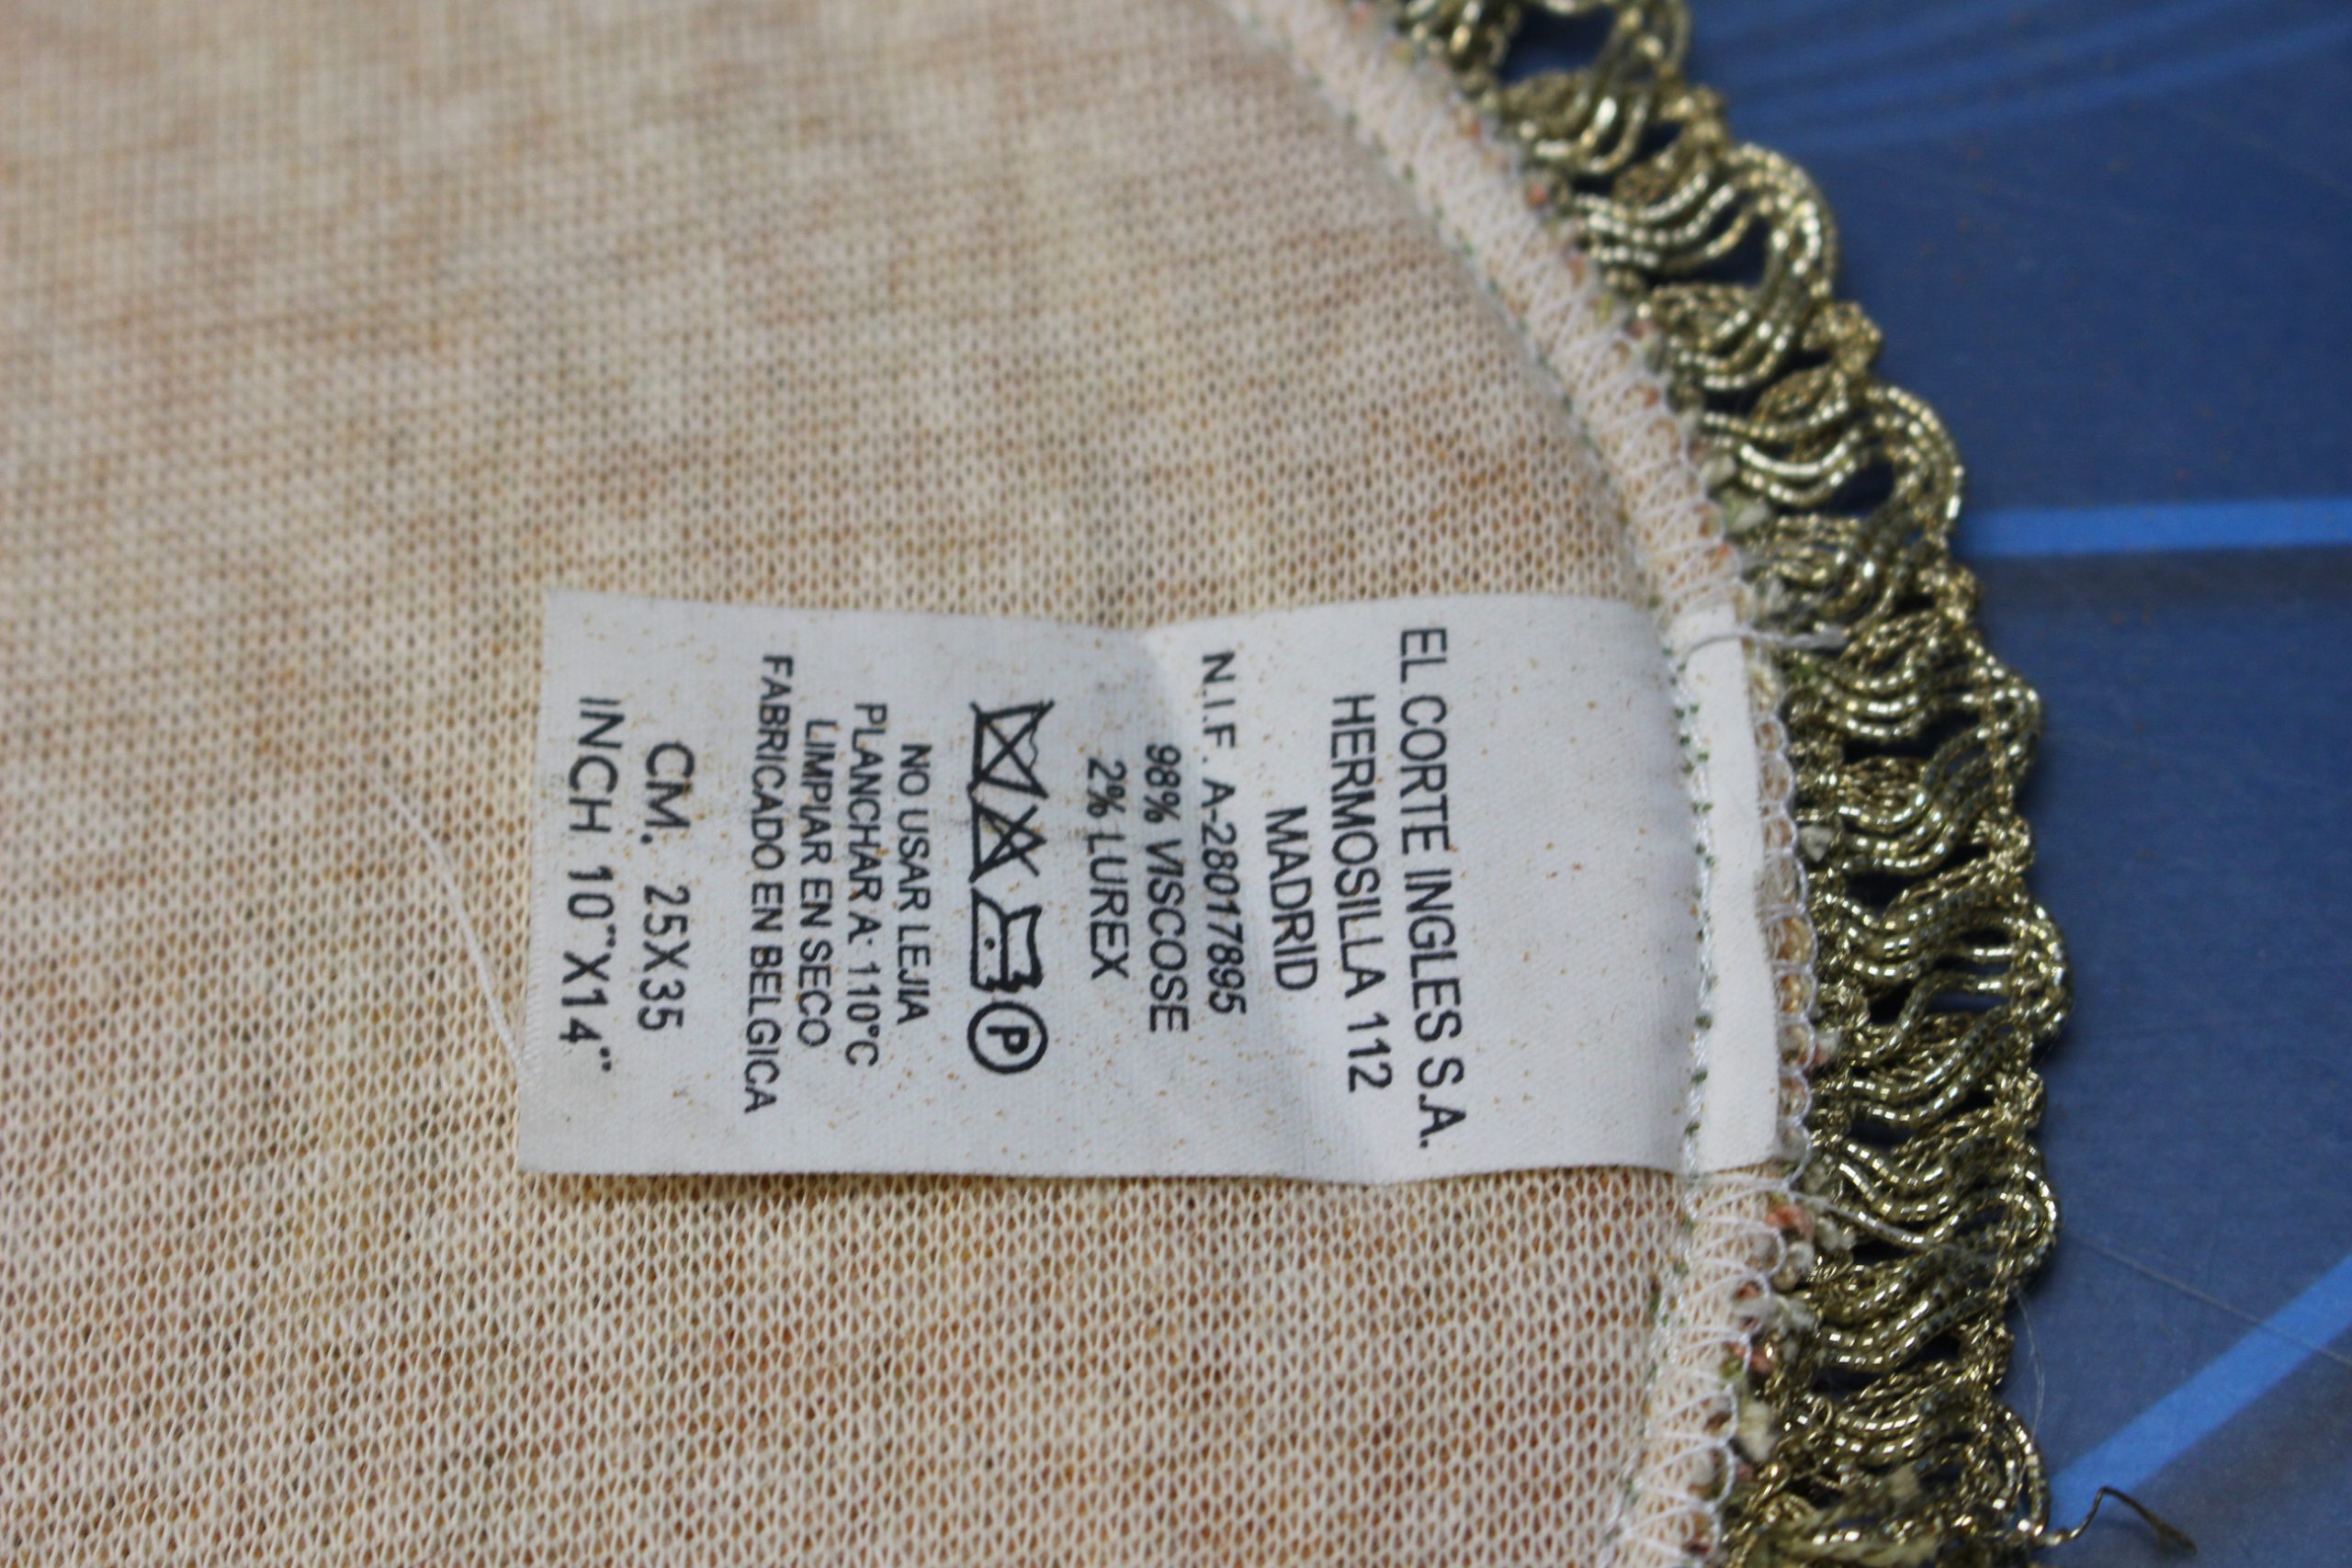 EL CORTE INGLES S.A.
HERMOSILLA 112
MADRID
N.I.F. A-28017895
98% VISCOSE
2% LUREX
P
NO USAR LEJIA
PLANCHAR A: 110°C
LIMPIAR EN SECO
FABRICADO EN BELGICA
CM. 25X35
INCH 10"X14"